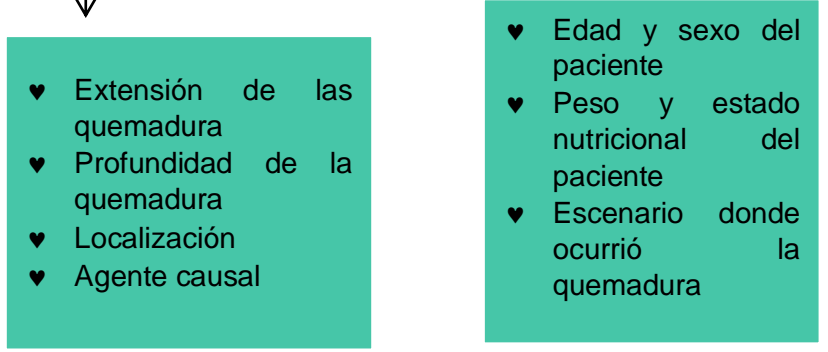 ♥ Extensión de las
quemadura
♥ Profundidad de la
quemadura
♥ Localización
♥ Agente causal
♥ Edad y sexo del
paciente
♥ Peso y estado
nutricional del
paciente
♥ Escenario donde
ocurrió la
quemadura